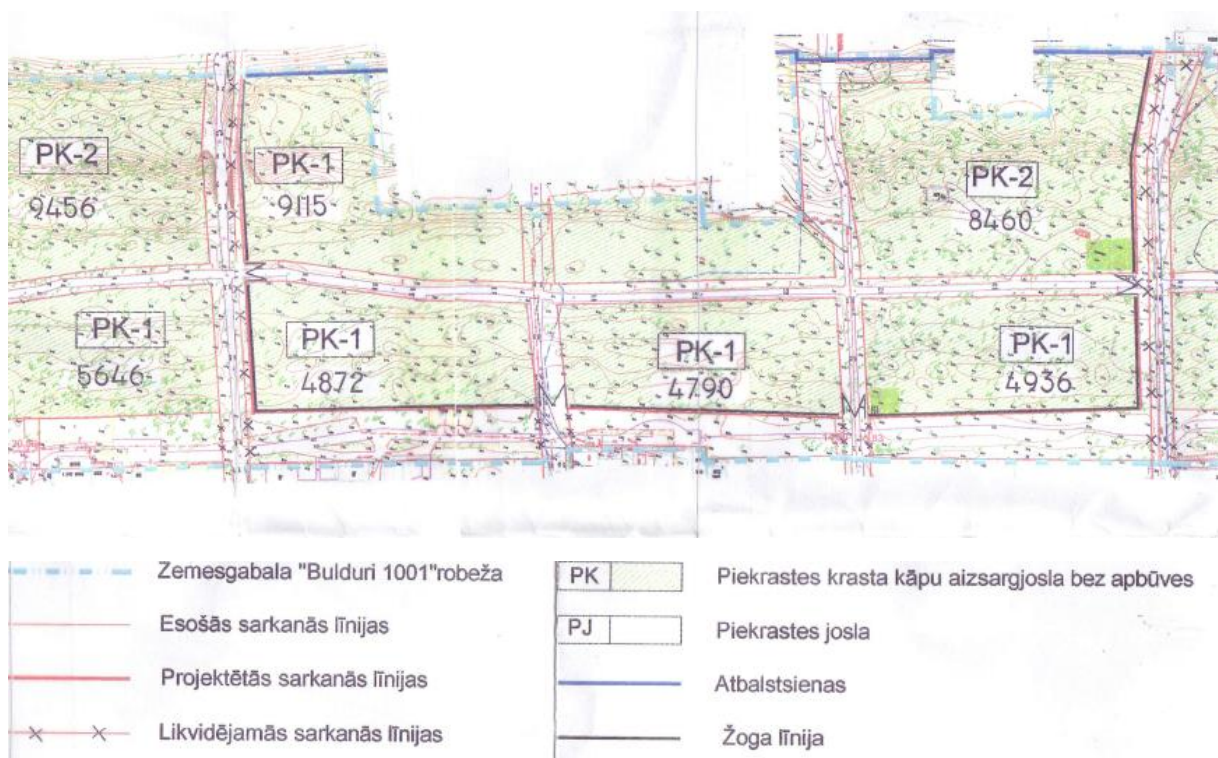 PK-2
9456
PK-1
9115
PK-2
8460
PK-1
5646
PK-1
4872
PK-1
4790
PK-1
4936
Zemesgabala "Bulduri 1001"robeža
Esošās sarkanās līnijas
Projektētās sarkanās līnijas
Likvidējamās sarkanās līnijas
PK
Piekrastes krasta kāpu aizsargjosla bez apbūves
PJ
Piekrastes josla
Atbalstsienas
Žoga līnija